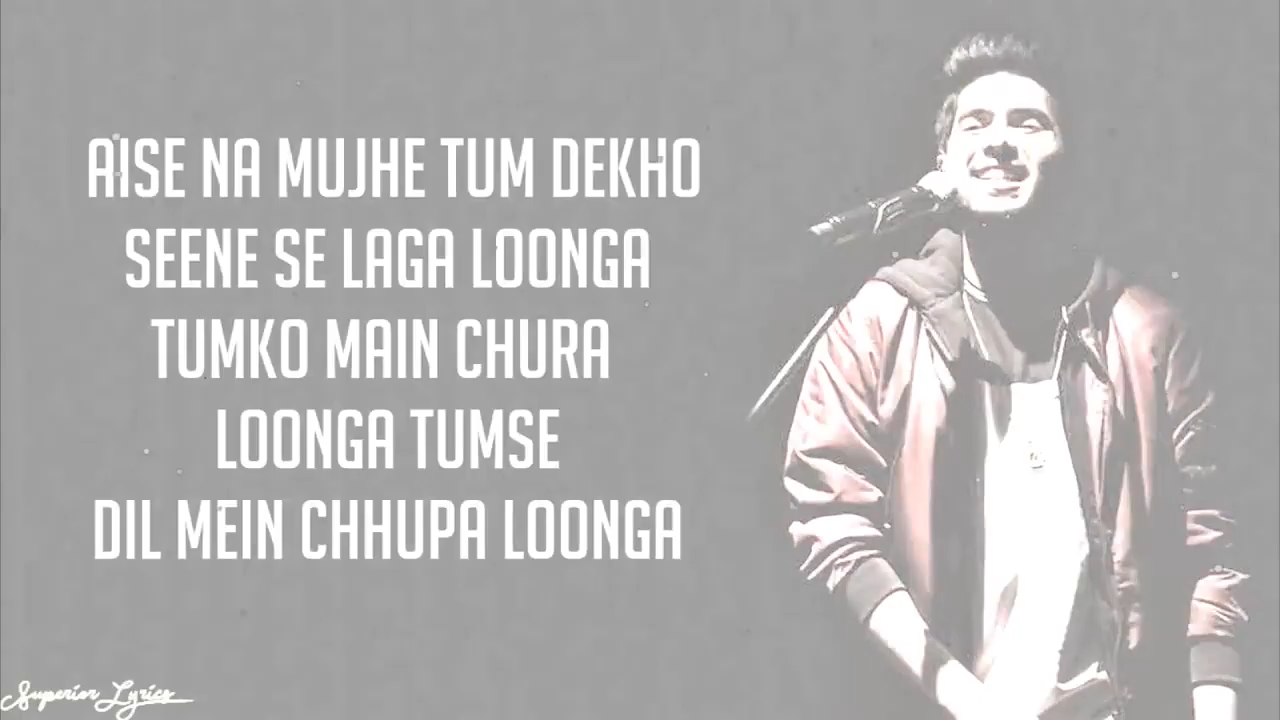 AISE NA MUJHE TUM DEKHO
SEENE SE LAGA LOONGA
TUMKO MAIN CHURA
LOONGA TUMSE
DIL MEIN CHHUPA LOONGA
Superior Lyrics